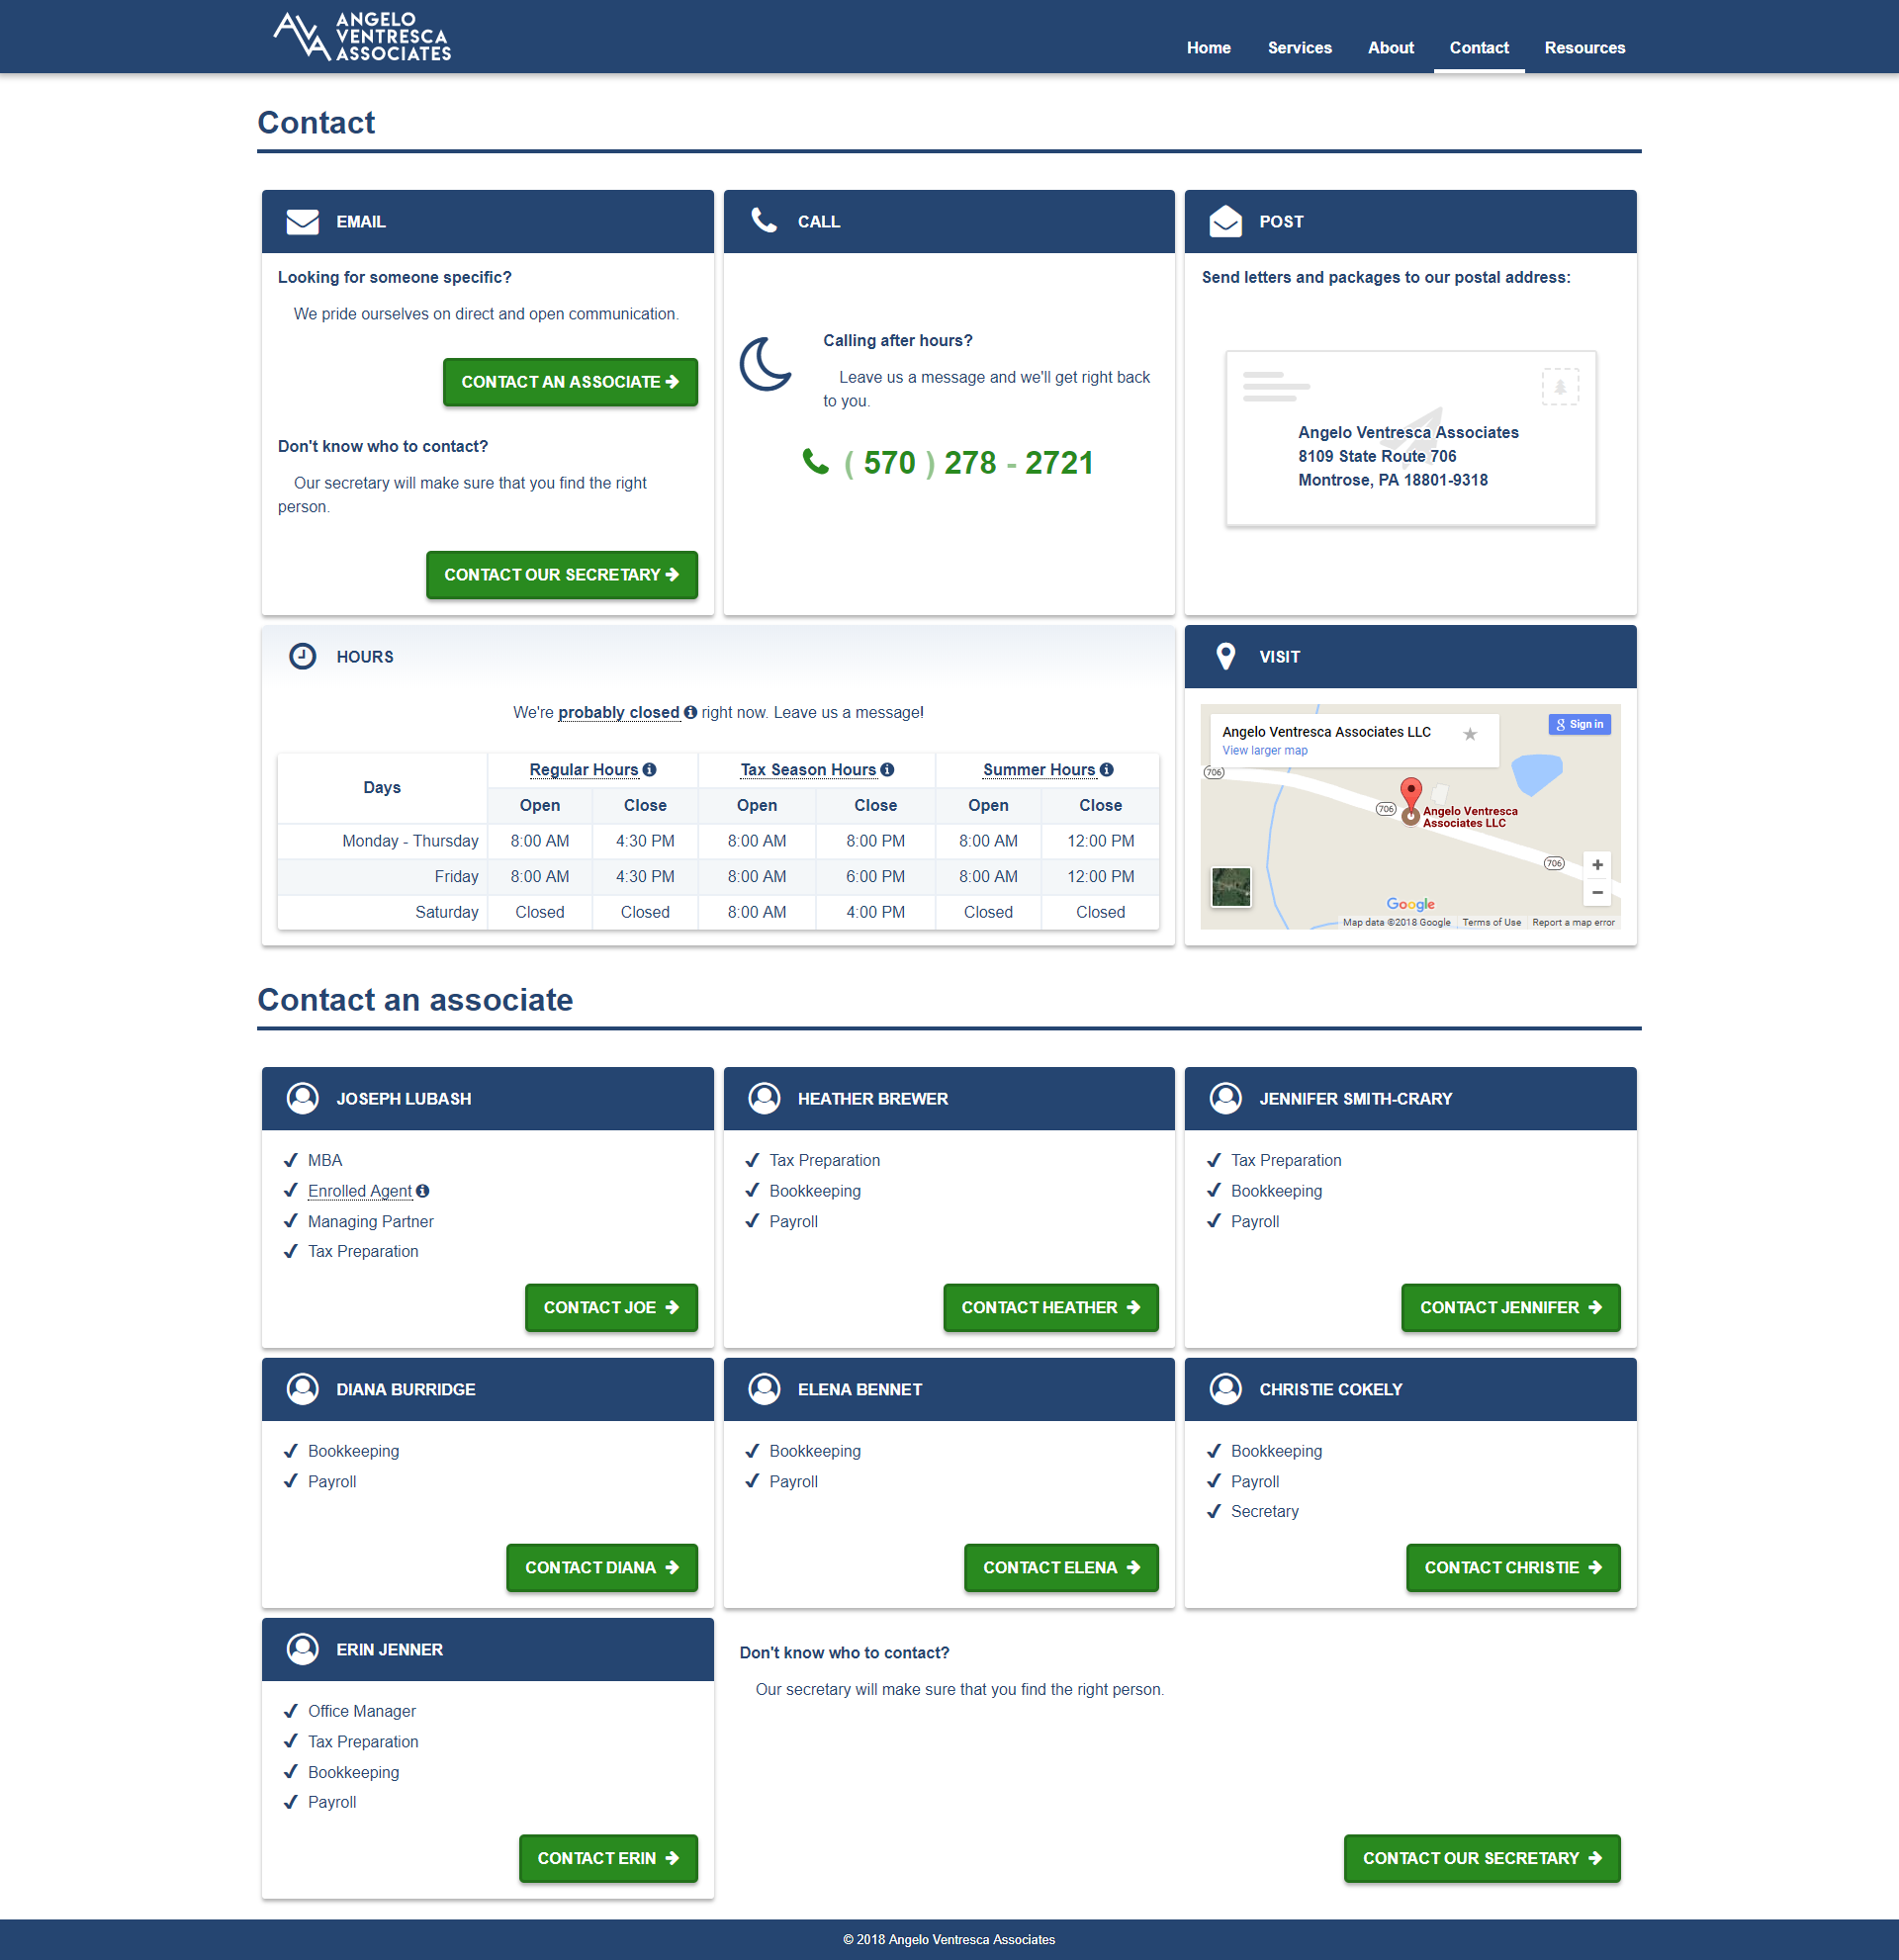 ANGELO
VENTRESCA
ASSOCIATES
Home Services About Contact Resources
Contact
EMAIL
Looking for someone specific?
We pride ourselves on direct and open communication.
CONTACT AN ASSOCIATE
Don't know who to contact?
Our secretary will make sure that you find the right
person.
CONTACT OUR SECRETARY
CALL
Calling after hours?
Leave us a message and we'll get right back
to you.
( 570 ) 278 - 2721
POST
Send letters and packages to our postal address:
Angelo Ventresca Associates
8109 State Route 706
Montrose, PA 18801-9318
HOURS
We're probably closed right now. Leave us a message!
Days Regular Hours Tax Season Hours Summer Hours
Open Close Open Close Open Close
Monday - Thursday 8:00 AM 4:30 PM 8:00 AM 8:00 PM 8:00 AM 12:00 PM
Friday 8:00 AM 4:30 PM 8:00 AM 6:00 PM 8:00 AM 12:00 PM
Saturday Closed Closed 8:00 AM 4:00 PM Closed Closed
VISIT
Angelo Ventresca Associates LLC
View larger map
Sign in
706
706
Angelo Ventresca
Associates LLC
706
Google
Map data ©2018 Google Terms of Use Report a map error
Contact an associate
JOSEPH LUBASH
MBA
Enrolled Agent
Managing Partner
Tax Preparation
CONTACT JOE
HEATHER BREWER
Tax Preparation
Bookkeeping
Payroll
CONTACT HEATHER
JENNIFER SMITH-CRARY
Tax Preparation
Bookkeeping
Payroll
CONTACT JENNIFER
DIANA BURRIDGE
Bookkeeping
Payroll
CONTACT DIANA
ELENA BENNET
Bookkeeping
Payroll
CONTACT ELENA
CHRISTIE COKELY
Bookkeeping
Payroll
Secretary
CONTACT CHRISTIE
ERIN JENNER
Office Manager
Tax Preparation
Bookkeeping
Payroll
CONTACT ERIN
Don't know who to contact?
Our secretary will make sure that you find the right person.
CONTACT OUR SECRETARY
© 2018 Angelo Ventresca Associates